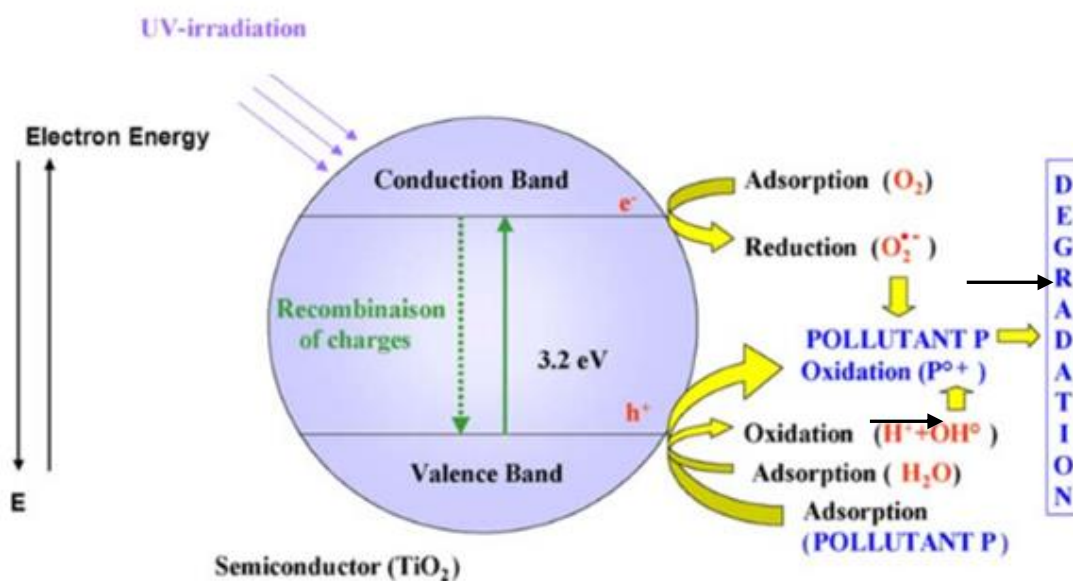 UV-irradiation
Electron Energy
E
Conduction Band
e⁻
Recombinaison
of charges
3.2 eV
h⁺
Valence Band
Semiconductor (TiO₂)
Adsorption (O₂)
Reduction (O₂•⁻)
POLLUTANT P
Oxidation (P°⁺)
Oxidation (H⁺+OH°)
Adsorption (H₂O)
Adsorption
(POLLUTANT P)
DEGRADATION